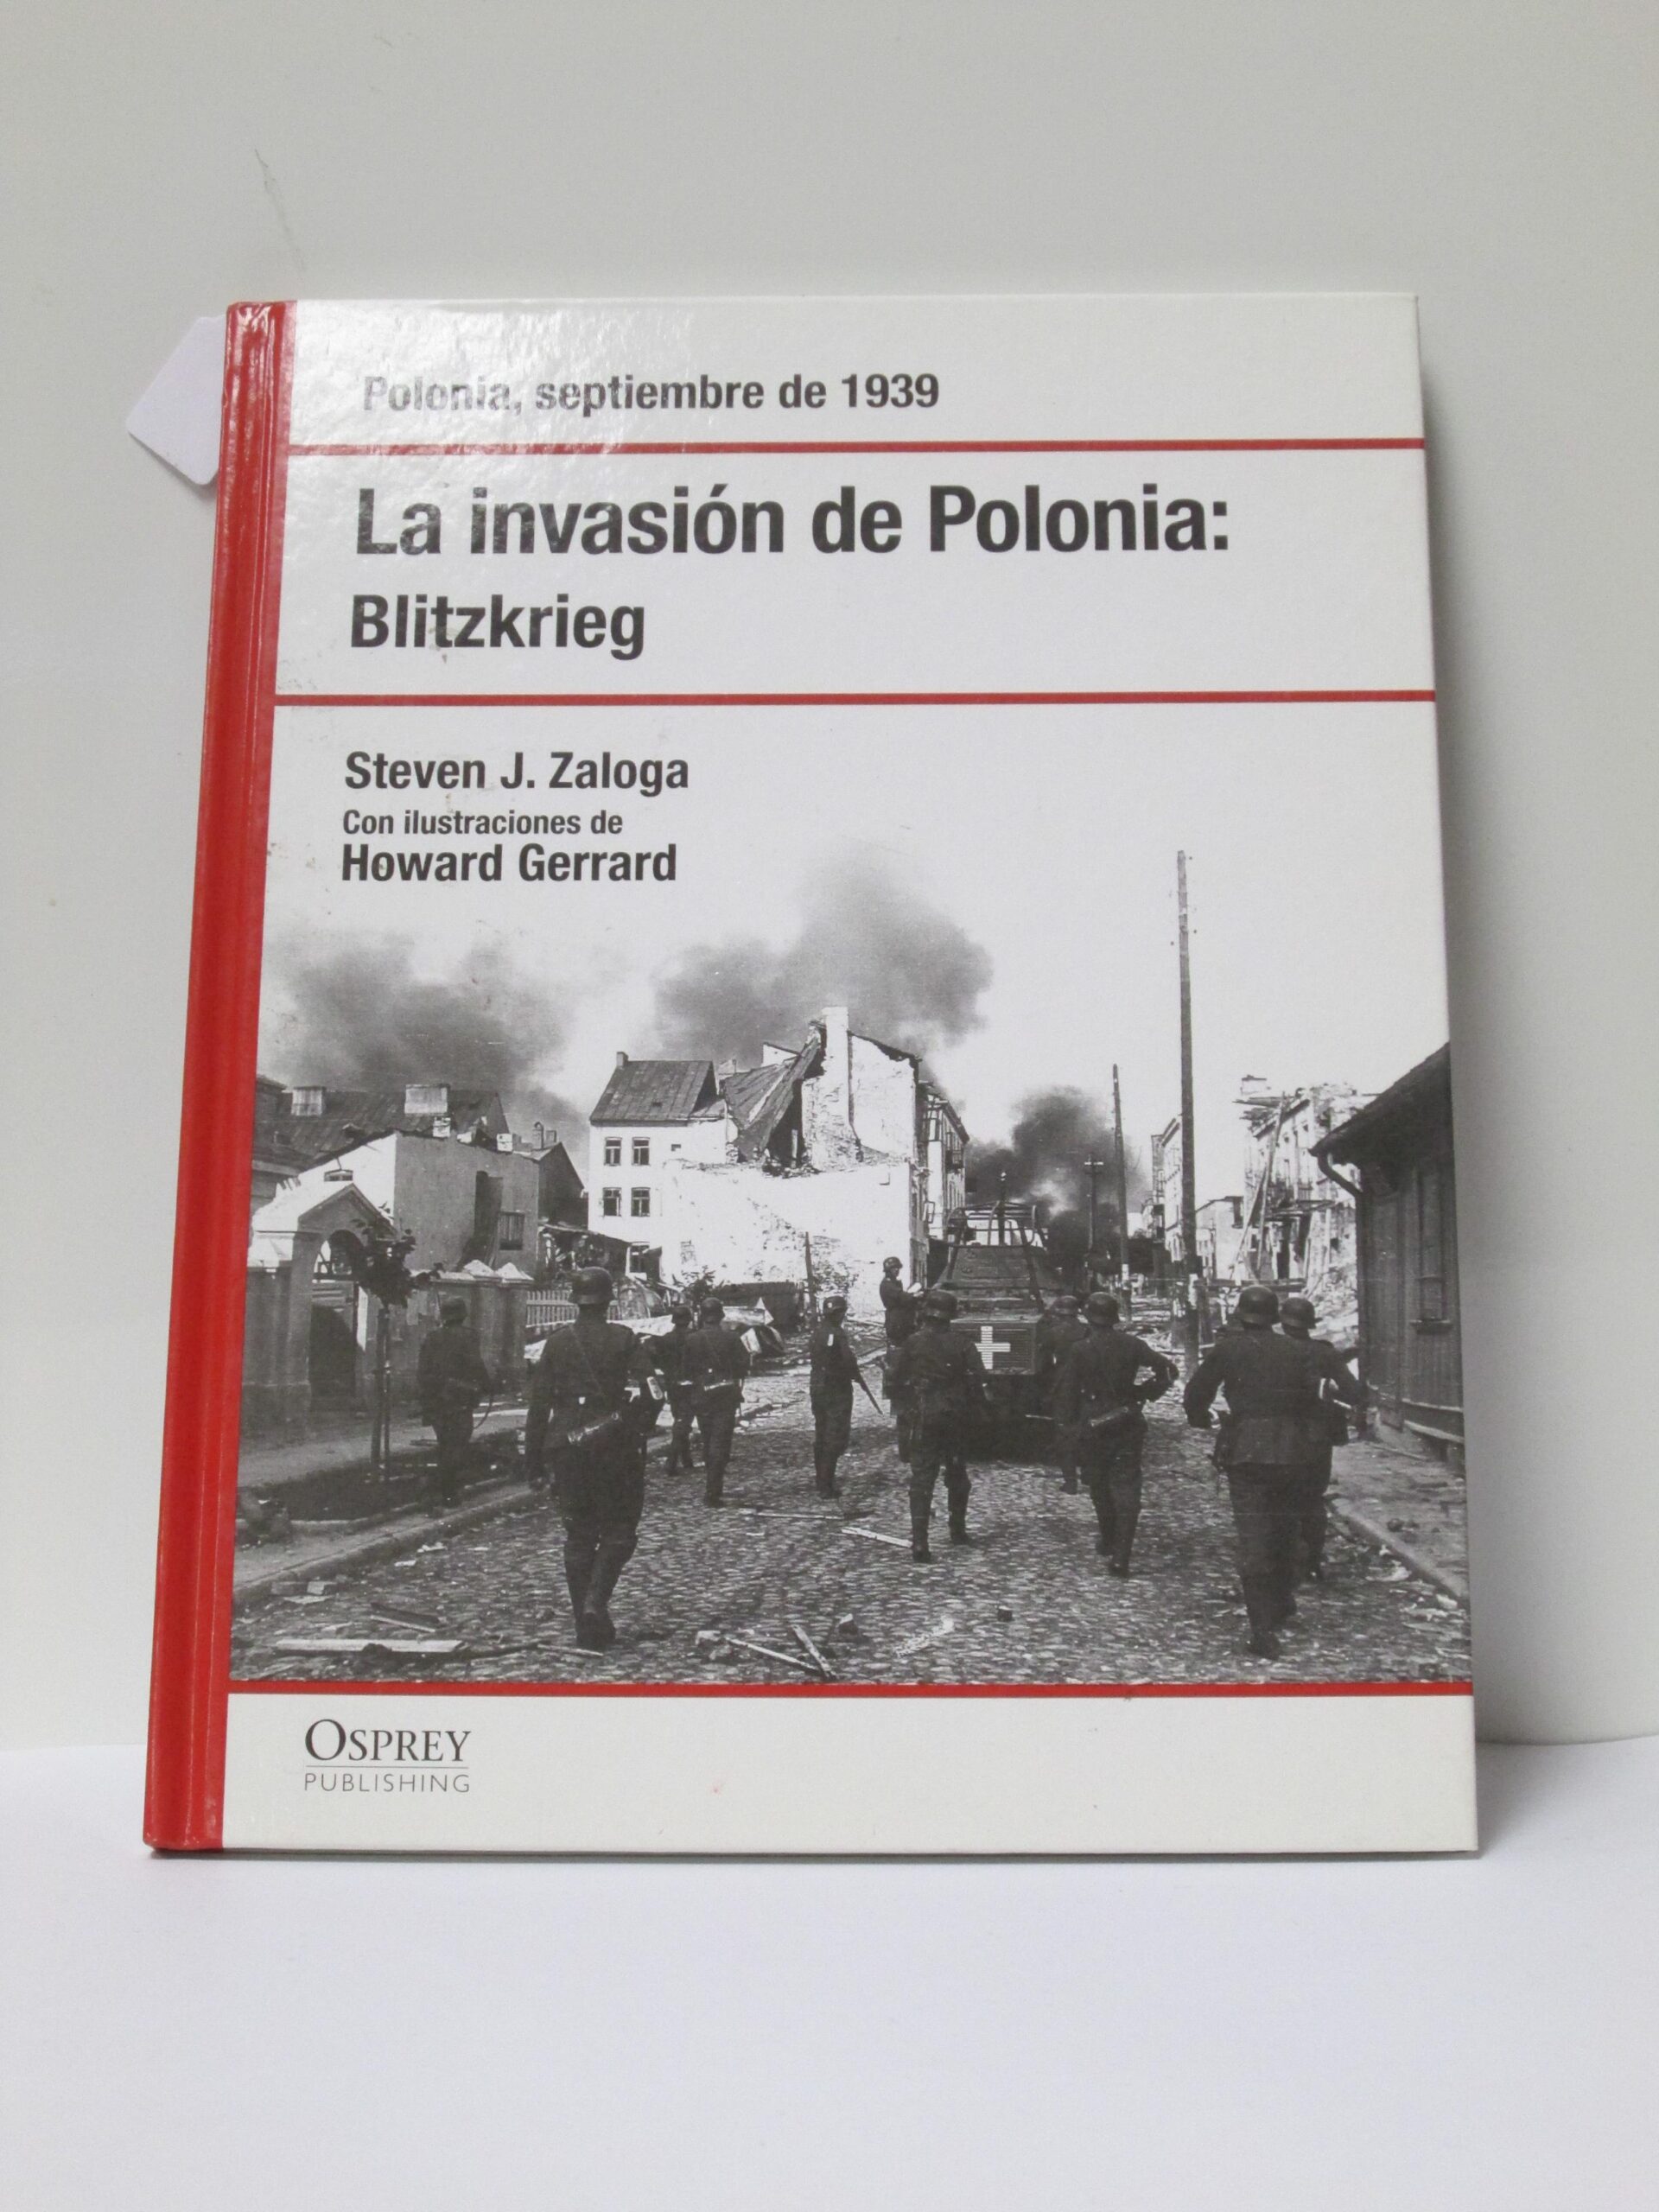 Polonia, septiembre de 1939
La invasión de Polonia:
Blitzkrieg
Steven J. Zaloga
Con ilustraciones de
Howard Gerrard
OSPREY
PUBLISHING